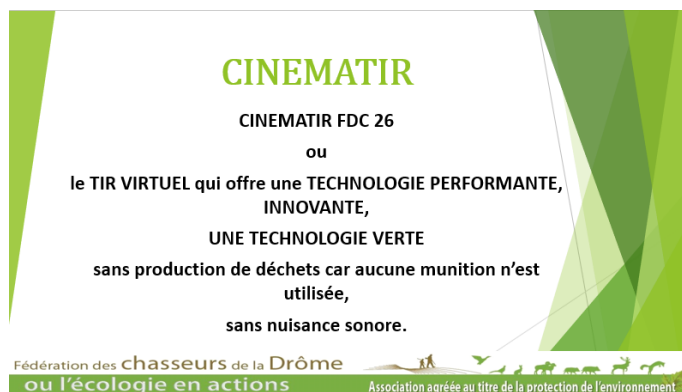 CINEMATIR
CINEMATIR FDC 26
ou
le TIR VIRTUEL qui offre une TECHNOLOGIE PERFORMANTE,
INNOVANTE,
UNE TECHNOLOGIE VERTE
sans production de déchets car aucune munition n'est
utilisée,
sans nuisance sonore.
Fédération des chasseurs de la Drôme
ou l'écologie en actions
Association agréée au titre de la protection de l'environnement